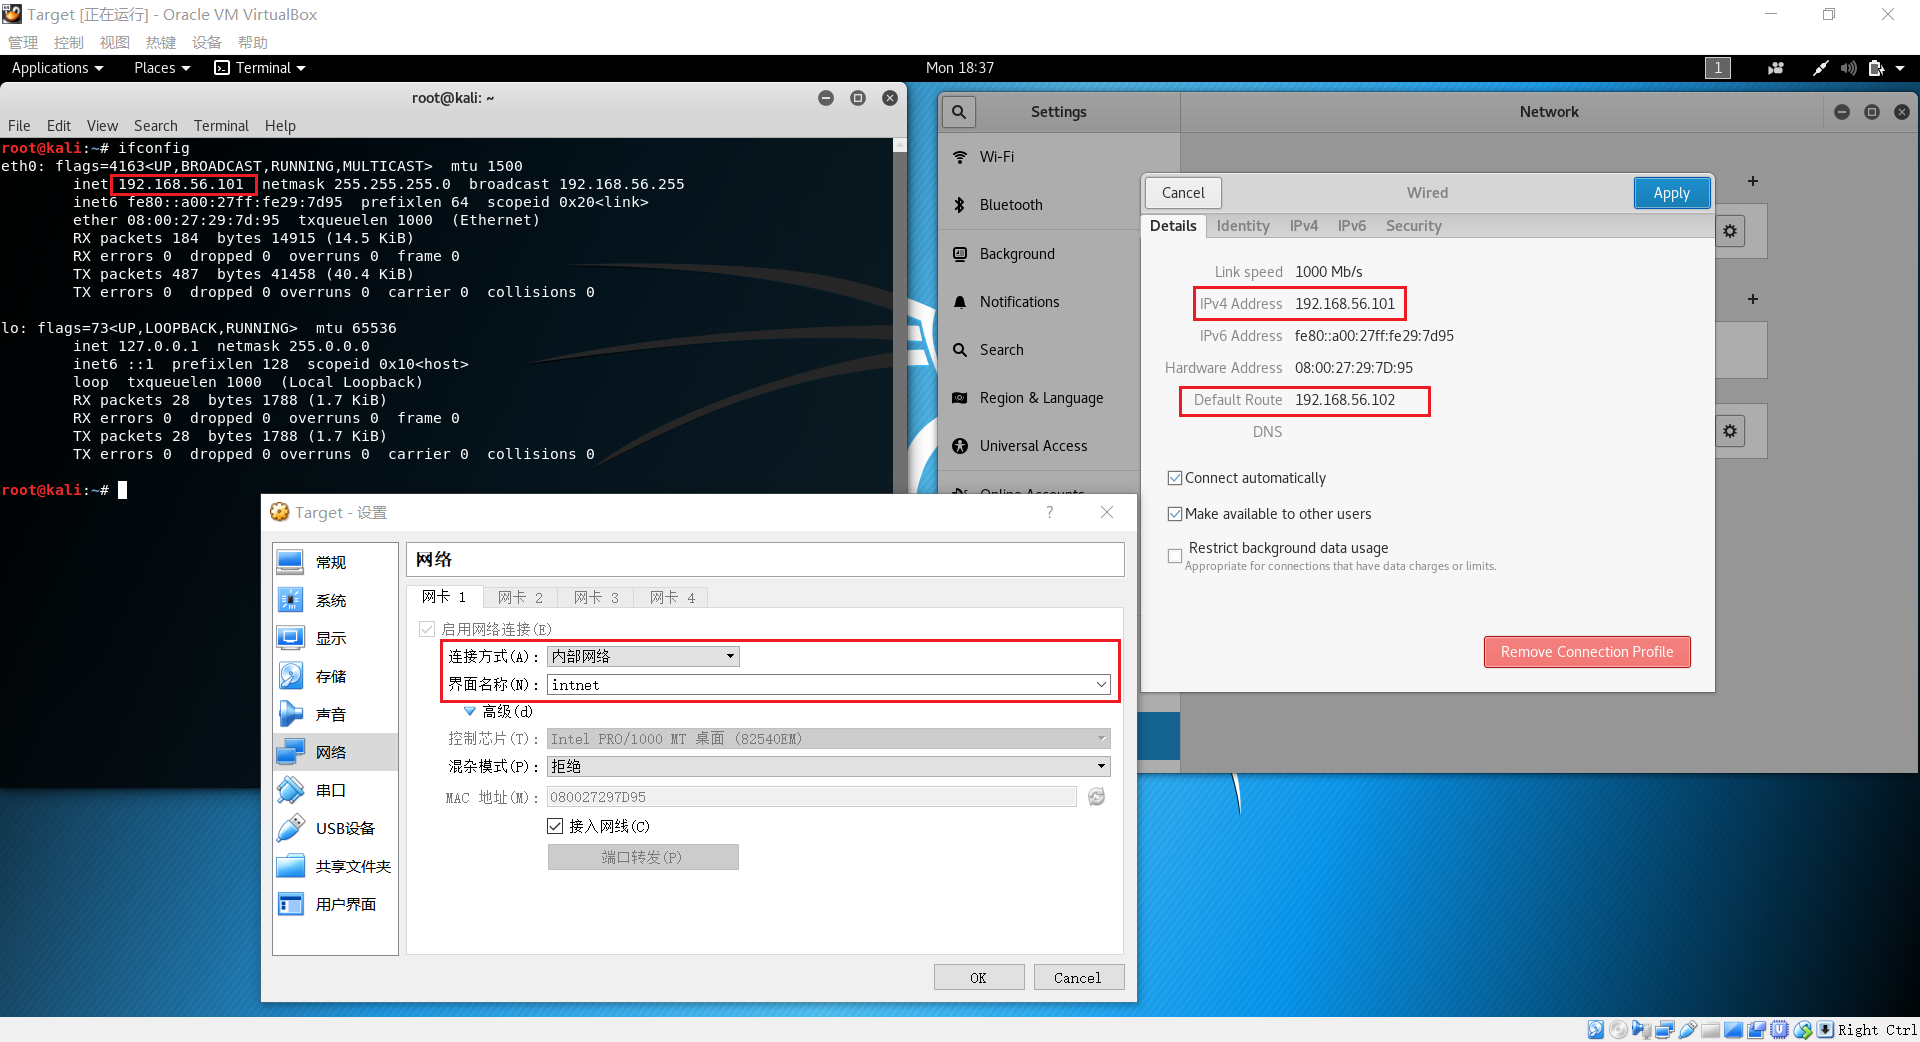 Target [正在运行] - Oracle VM VirtualBox
管理 控制 视图 热键 设备 帮助
Applications Places Terminal Mon 18:37 1
root@kali: ~
File Edit View Search Terminal Help
root@kali:~# ifconfig
eth0: flags=4163<UP,BROADCAST,RUNNING,MULTICAST>  mtu 1500
inet 192.168.56.101 netmask 255.255.255.0  broadcast 192.168.56.255
inet6 fe80::a00:27ff:fe29:7d95  prefixlen 64  scopeid 0x20<link>
ether 08:00:27:29:7d:95  txqueuelen 1000  (Ethernet)
RX packets 184  bytes 14915 (14.5 KiB)
RX errors 0  dropped 0  overruns 0  frame 0
TX packets 487  bytes 41458 (40.4 KiB)
TX errors 0  dropped 0 overruns 0  carrier 0  collisions 0
lo: flags=73<UP,LOOPBACK,RUNNING>  mtu 65536
inet 127.0.0.1  netmask 255.0.0.0
inet6 ::1  prefixlen 128  scopeid 0x10<host>
loop  txqueuelen 1000  (Local Loopback)
RX packets 28  bytes 1788 (1.7 KiB)
RX errors 0  dropped 0  overruns 0  frame 0
TX packets 28  bytes 1788 (1.7 KiB)
TX errors 0  dropped 0 overruns 0  carrier 0  collisions 0
root@kali:~#
Settings
Network
Wi-Fi
Bluetooth
Background
Notifications
Search
Region & Language
Universal Access
Online Accounts
Cancel Wired Apply
Details Identity IPv4 IPv6 Security
Link speed 1000 Mb/s
IPv4 Address 192.168.56.101
IPv6 Address fe80::a00:27ff:fe29:7d95
Hardware Address 08:00:27:29:7D:95
Default Route 192.168.56.102
DNS
Connect automatically
Make available to other users
Restrict background data usage
Appropriate for connections that have data charges or limits.
Remove Connection Profile
Target - 设置
常规
系统
显示
存储
声音
网络
串口
USB设备
共享文件夹
用户界面
网络
网卡 1 网卡 2 网卡 3 网卡 4
启用网络连接(E)
连接方式(A): 内部网络
界面名称(N): intnet
高级(d)
控制芯片(T): Intel PRO/1000 MT 桌面 (82540EM)
混杂模式(P): 拒绝
MAC 地址(M): 080027297D95
接入网线(C)
端口转发(P)
OK Cancel
Right Ctrl